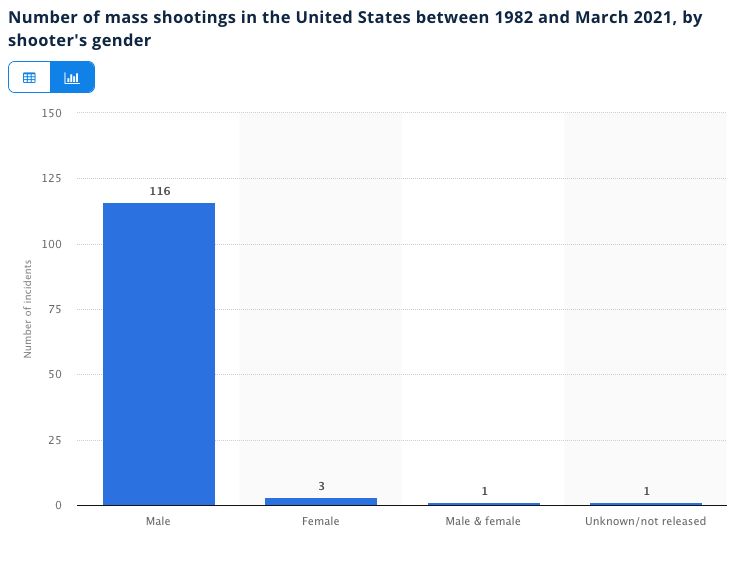 Number of mass shootings in the United States between 1982 and March 2021, by
shooter's gender
150
125
100
75
50
25
0
Number of incidents
116
3
1
1
Male
Female
Male & female
Unknown/not released